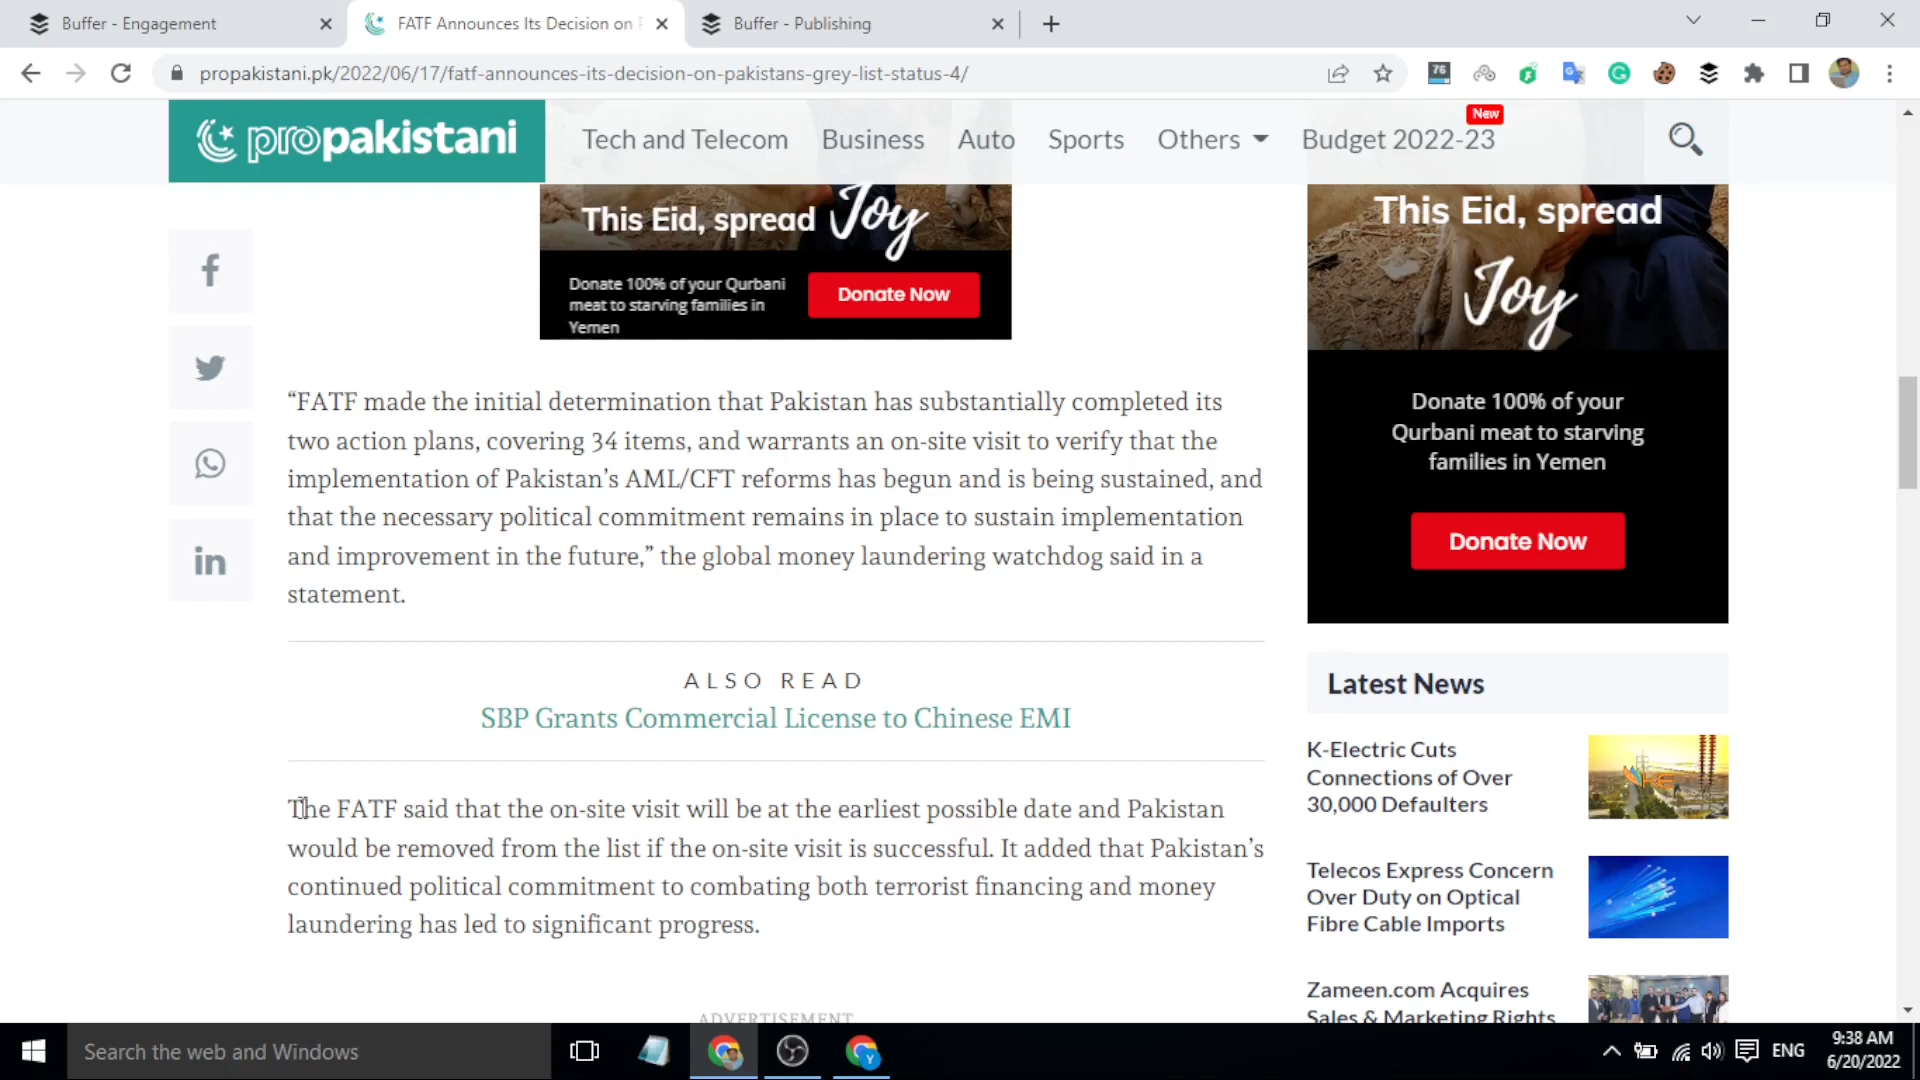 Buffer - Engagement
FATF Announces Its Decision on
Buffer - Publishing
propakistani.pk/2022/06/17/fatf-announces-its-decision-on-pakistans-grey-list-status-4/
76
propakistani
Tech and Telecom
Business
Auto
Sports
Others
Budget 2022-23
New
This Eid, spread Joy
Donate 100% of your Qurbani
meat to starving families in
Yemen
Donate Now
“FATF made the initial determination that Pakistan has substantially completed its
two action plans, covering 34 items, and warrants an on-site visit to verify that the
implementation of Pakistan’s AML/CFT reforms has begun and is being sustained, and
that the necessary political commitment remains in place to sustain implementation
and improvement in the future,” the global money laundering watchdog said in a
statement.
ALSO READ
SBP Grants Commercial License to Chinese EMI
The FATF said that the on-site visit will be at the earliest possible date and Pakistan
would be removed from the list if the on-site visit is successful. It added that Pakistan’s
continued political commitment to combating both terrorist financing and money
laundering has led to significant progress.
ADVERTISEMENT
This Eid, spread
Joy
Donate 100% of your
Qurbani meat to starving
families in Yemen
Donate Now
Latest News
K-Electric Cuts
Connections of Over
30,000 Defaulters
Telecos Express Concern
Over Duty on Optical
Fibre Cable Imports
Zameen.com Acquires
Sales & Marketing Rights
Search the web and Windows
ENG
9:38 AM
6/20/2022